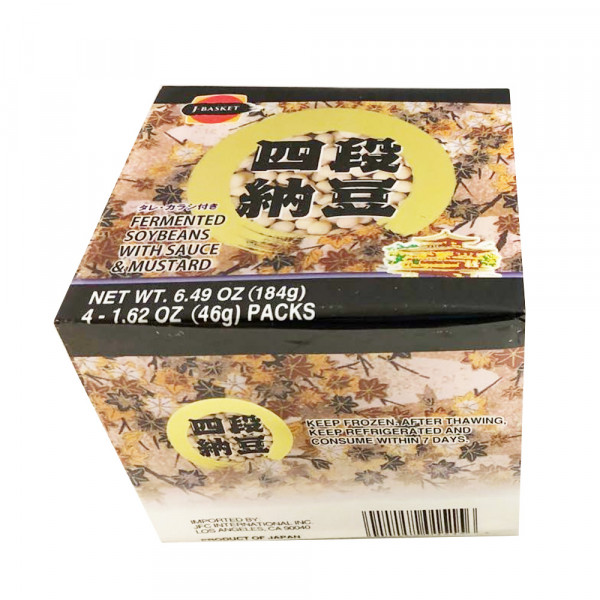 J-BASKET
四段
納豆
タレ・カラシ付き
FERMENTED
SOYBEANS
WITH SAUCE
& MUSTARD
NET WT. 6.49 OZ (184g)
4 - 1.62 OZ (46g) PACKS
四段
納豆
KEEP FROZEN. AFTER THAWING,
KEEP REFRIGERATED AND
CONSUME WITHIN 7 DAYS.
IMPORTED BY
JFC INTERNATIONAL INC.
LOS ANGELES, CA 90040
PRODUCT OF JAPAN